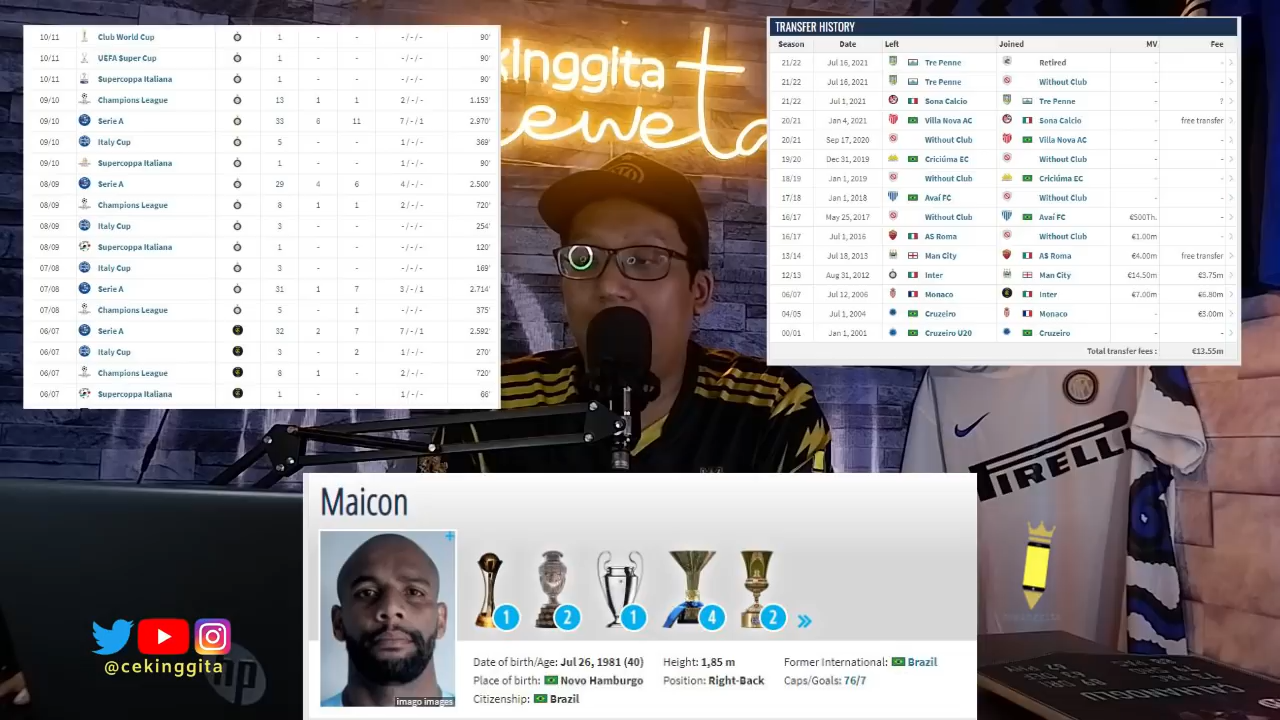 10/11 Club World Cup 1 - - - / - / - 90'
10/11 UEFA Super Cup 1 - - - / - / - 90'
10/11 Supercoppa Italiana 1 - - - / - / - 90'
09/10 Champions League 13 1 1 2 / - / - 1.153'
09/10 Serie A 33 6 11 7 / - / 1 2.970'
09/10 Italy Cup 5 - - 1 / - / - 369'
09/10 Supercoppa Italiana 1 - - - / - / - 90'
08/09 Serie A 29 4 6 4 / - / - 2.500'
08/09 Champions League 8 1 1 2 / - / - 720'
08/09 Italy Cup 3 - - - / - / - 254'
08/09 Supercoppa Italiana 1 - - - / - / - 120'
07/08 Italy Cup 3 - - - / - / - 169'
07/08 Serie A 31 1 7 3 / - / 1 2.714'
07/08 Champions League 5 - 1 - / - / - 375'
06/07 Serie A 32 2 7 7 / 1 / - 2.592'
06/07 Italy Cup 3 - 2 1 / - / - 270'
06/07 Champions League 8 1 - 2 / - / - 720'
06/07 Supercoppa Italiana 1 - - 1 / - / - 66'
kinggita
eweta
TRANSFER HISTORY
Season Date Left Joined MV Fee
21/22 Jul 16, 2021 Tre Penne Retired - -
21/22 Jul 16, 2021 Tre Penne Without Club - -
21/22 Jul 1, 2021 Sona Calcio Tre Penne - ?
20/21 Jan 4, 2021 Villa Nova AC Sona Calcio - free transfer
20/21 Sep 17, 2020 Without Club Villa Nova AC - -
19/20 Dec 31, 2019 Criciúma EC Without Club - -
18/19 Jan 1, 2019 Without Club Criciúma EC - -
17/18 Jan 1, 2018 Avaí FC Without Club - -
16/17 May 25, 2017 Without Club Avaí FC €500Th. -
16/17 Jul 1, 2016 AS Roma Without Club €1.00m -
13/14 Jul 18, 2013 Man City AS Roma €4.00m free transfer
12/13 Aug 31, 2012 Inter Man City €14.50m €3.75m
06/07 Jul 12, 2006 Monaco Inter €7.00m €6.80m
04/05 Jul 1, 2004 Cruzeiro Monaco - €3.00m
00/01 Jan 1, 2001 Cruzeiro U20 Cruzeiro - -
Total transfer fees : €13.55m
PIRELLI
Maicon
1 2 1 4 2
imago images
Date of birth/Age: Jul 26, 1981 (40)
Place of birth: Novo Hamburgo
Citizenship: Brazil
Height: 1,85 m
Position: Right-Back
Former International: Brazil
Caps/Goals: 76/7
@cekinggita
hp